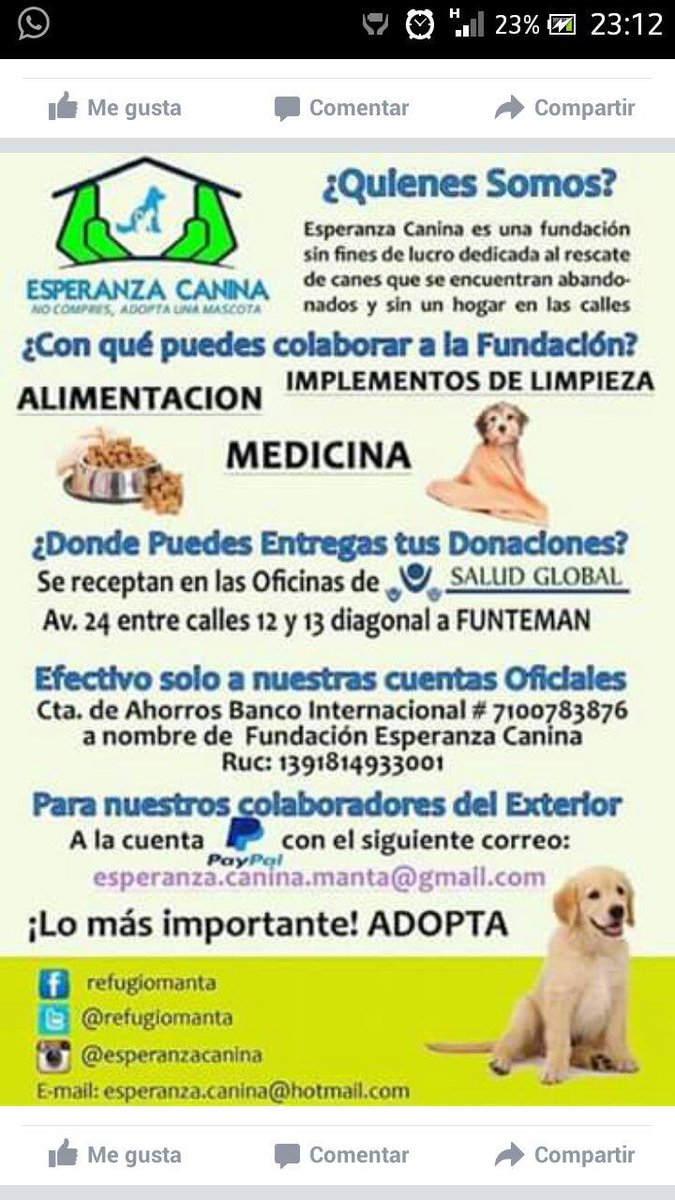 H 23% 23:12
Me gusta Comentar Compartir
¿Quienes Somos?
Esperanza Canina es una fundación
sin fines de lucro dedicada al rescate
de canes que se encuentran abando-
nados y sin un hogar en las calles
ESPERANZA CANINA
NO COMPRES, ADOPTA UNA MASCOTA
¿Con qué puedes colaborar a la Fundación?
ALIMENTACION
IMPLEMENTOS DE LIMPIEZA
MEDICINA
¿Donde Puedes Entregas tus Donaciones?
Se receptan en las Oficinas de SALUD GLOBAL
Av. 24 entre calles 12 y 13 diagonal a FUNTEMAN
Efectivo solo a nuestras cuentas Oficiales
Cta. de Ahorros Banco Internacional # 7100783876
a nombre de Fundación Esperanza Canina
Ruc: 1391814933001
Para nuestros colaboradores del Exterior
A la cuenta PayPal con el siguiente correo:
esperanza.canina.manta@gmail.com
¡Lo más importante! ADOPTA
refugiomanta
@refugiomanta
@esperanzacanina
E-mail: esperanza.canina@hotmail.com
Me gusta Comentar Compartir